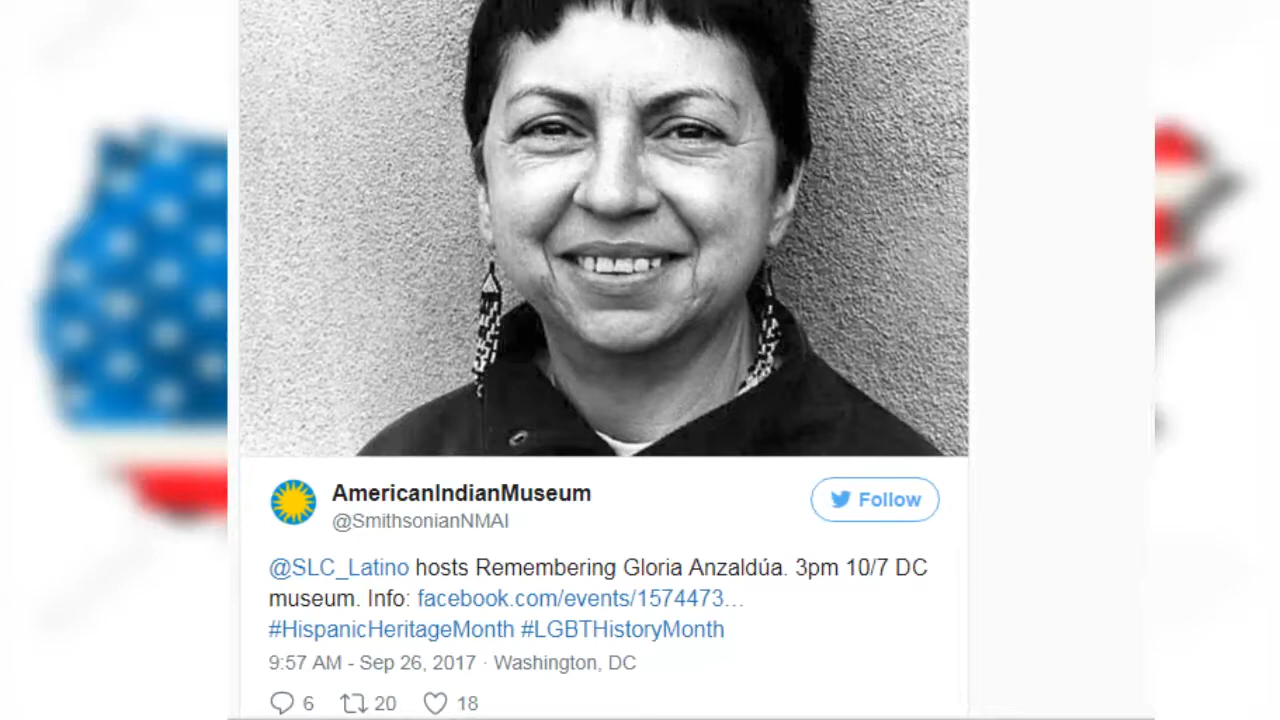 AmericanIndianMuseum
@SmithsonianNMAI
Follow
@SLC_Latino hosts Remembering Gloria Anzaldúa. 3pm 10/7 DC
museum. Info: facebook.com/events/1574473…
#HispanicHeritageMonth #LGBTHistoryMonth
9:57 AM - Sep 26, 2017 · Washington, DC
6 20 18